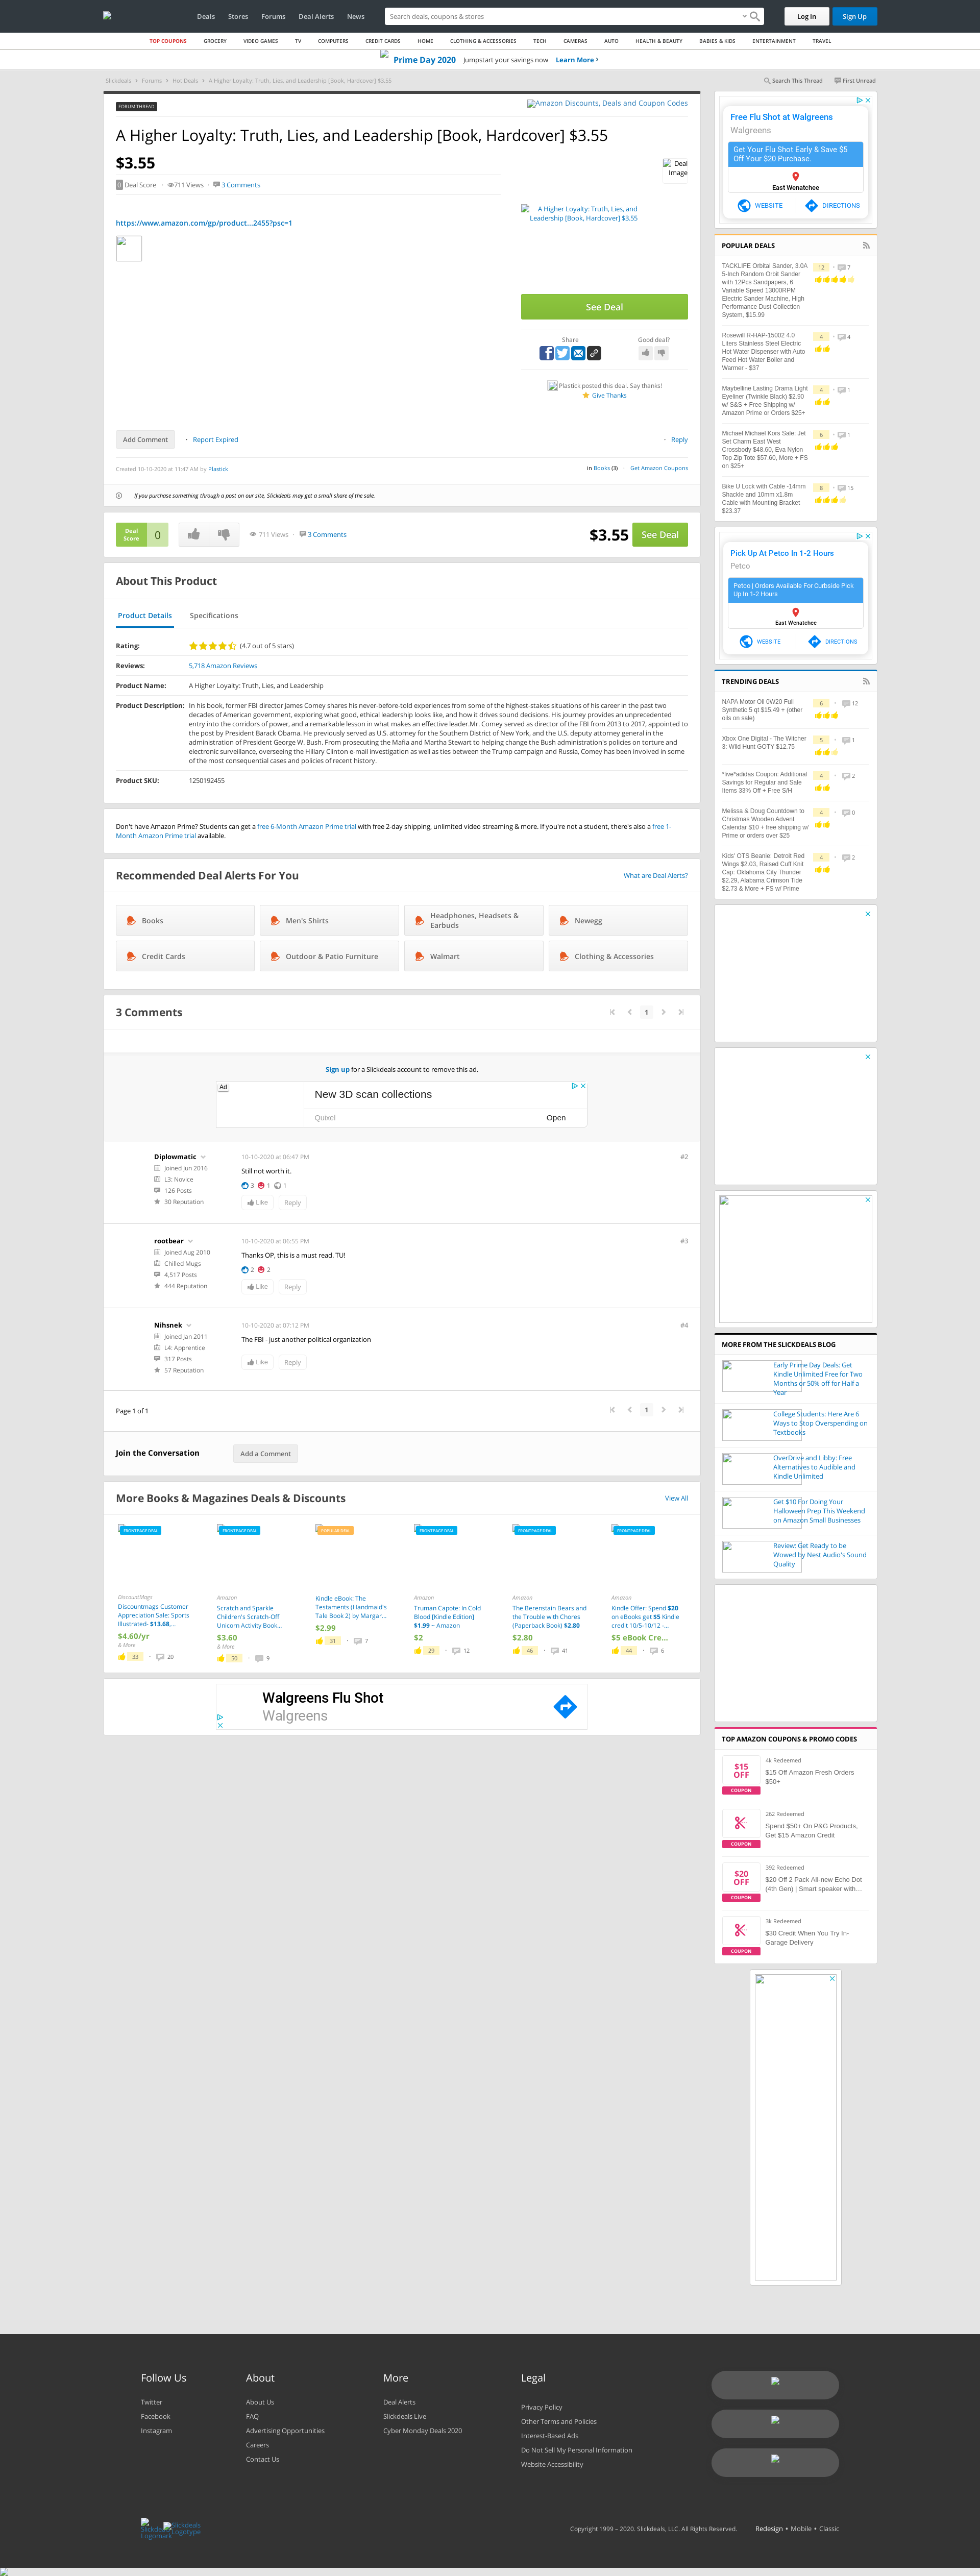 Deals Stores Forums Deal Alerts News
Search deals, coupons & stores
Log In
Sign Up
TOP COUPONS GROCERY VIDEO GAMES TV COMPUTERS CREDIT CARDS HOME CLOTHING & ACCESSORIES TECH CAMERAS AUTO HEALTH & BEAUTY BABIES & KIDS ENTERTAINMENT TRAVEL
Prime Day 2020 Jumpstart your savings now Learn More
Slickdeals > Forums > Hot Deals > A Higher Loyalty: Truth, Lies, and Leadership [Book, Hardcover] $3.55
Search This Thread First Unread
FORUM THREAD
Amazon Discounts, Deals and Coupon Codes
A Higher Loyalty: Truth, Lies, and Leadership [Book, Hardcover] $3.55
$3.55
Deal Image
0 Deal Score • 711 Views • 3 Comments
https://www.amazon.com/gp/product...2455?psc=1
A Higher Loyalty: Truth, Lies, and
Leadership [Book, Hardcover] $3.55
See Deal
Share
Good deal?
Plastick posted this deal. Say thanks!
Give Thanks
Add Comment • Report Expired
• Reply
Created 10-10-2020 at 11:47 AM by Plastick
in Books (3) • Get Amazon Coupons
If you purchase something through a post on our site, Slickdeals may get a small share of the sale.
Deal
Score
0
711 Views
3 Comments
$3.55
See Deal
About This Product
Product Details
Specifications
Rating: (4.7 out of 5 stars)
Reviews: 5,718 Amazon Reviews
Product Name: A Higher Loyalty: Truth, Lies, and Leadership
Product Description: In his book, former FBI director James Comey shares his never-before-told experiences from some of the highest-stakes situations of his career in the past two
decades of American government, exploring what good, ethical leadership looks like, and how it drives sound decisions. His journey provides an unprecedented
entry into the corridors of power, and a remarkable lesson in what makes an effective leader.Mr. Comey served as director of the FBI from 2013 to 2017, appointed to
the post by President Barack Obama. He previously served as U.S. attorney for the Southern District of New York, and the U.S. deputy attorney general in the
administration of President George W. Bush. From prosecuting the Mafia and Martha Stewart to helping change the Bush administration's policies on torture and
electronic surveillance, overseeing the Hillary Clinton e-mail investigation as well as ties between the Trump campaign and Russia, Comey has been involved in some
of the most consequential cases and policies of recent history.
Product SKU: 1250192455
Don't have Amazon Prime? Students can get a free 6-Month Amazon Prime trial with free 2-day shipping, unlimited video streaming & more. If you're not a student, there's also a free 1-
Month Amazon Prime trial available.
Recommended Deal Alerts For You
What are Deal Alerts?
Books
Men's Shirts
Headphones, Headsets &
Earbuds
Newegg
Credit Cards
Outdoor & Patio Furniture
Walmart
Clothing & Accessories
3 Comments
1
Sign up for a Slickdeals account to remove this ad.
Ad
New 3D scan collections
Quixel
Open
Diplowmatic
Joined Jun 2016
L3: Novice
126 Posts
30 Reputation
10-10-2020 at 06:47 PM
#2
Still not worth it.
3 1 1
Like Reply
rootbear
Joined Aug 2010
Chilled Mugs
4,517 Posts
444 Reputation
10-10-2020 at 06:55 PM
#3
Thanks OP, this is a must read. TU!
2 2
Like Reply
Nihsnek
Joined Jan 2011
L4: Apprentice
317 Posts
57 Reputation
10-10-2020 at 07:12 PM
#4
The FBI - just another political organization
Like Reply
Page 1 of 1
1
Join the Conversation
Add a Comment
More Books & Magazines Deals & Discounts
View All
FRONTPAGE DEAL
DiscountMags
Discountmags Customer
Appreciation Sale: Sports
Illustrated- $13.68,...
$4.60/yr
& More
33 • 20
FRONTPAGE DEAL
Amazon
Scratch and Sparkle
Children's Scratch-Off
Unicorn Activity Book...
$3.60
& More
50 • 9
POPULAR DEAL
Kindle eBook: The
Testaments (Handmaid's
Tale Book 2) by Margar...
$2.99
31 • 7
FRONTPAGE DEAL
Amazon
Truman Capote: In Cold
Blood [Kindle Edition]
$1.99 ~ Amazon
$2
29 • 12
FRONTPAGE DEAL
Amazon
The Berenstain Bears and
the Trouble with Chores
(Paperback Book) $2.80
$2.80
46 • 41
FRONTPAGE DEAL
Amazon
Kindle Offer: Spend $20
on eBooks get $5 Kindle
credit 10/5-10/12 -...
$5 eBook Cre...
44 • 6
Walgreens Flu Shot
Walgreens
Free Flu Shot at Walgreens
Walgreens
Get Your Flu Shot Early & Save $5
Off Your $20 Purchase.
East Wenatchee
WEBSITE
DIRECTIONS
POPULAR DEALS
TACKLIFE Orbital Sander, 3.0A
5-Inch Random Orbit Sander
with 12Pcs Sandpapers, 6
Variable Speed 13000RPM
Electric Sander Machine, High
Performance Dust Collection
System, $15.99
12 • 7
Rosewill R-HAP-15002 4.0
Liters Stainless Steel Electric
Hot Water Dispenser with Auto
Feed Hot Water Boiler and
Warmer - $37
4 • 4
Maybelline Lasting Drama Light
Eyeliner (Twinkle Black) $2.90
w/ S&S + Free Shipping w/
Prime or Orders $25+
4 • 1
Michael Michael Kors Sale: Jet
Set Charm East West
Crossbody $48.60, Eva Nylon
Top Zip Tote $57.60, More + FS
on $25+
6 • 1
Bike U Lock with Cable -14mm
Shackle and 10mm x1.8m
Cable with Mounting Bracket
$23.37
8 • 15
Pick Up At Petco In 1-2 Hours
Petco
Petco | Orders Available For Curbside Pick
Up In 1-2 Hours
East Wenatchee
WEBSITE
DIRECTIONS
TRENDING DEALS
NAPA Motor Oil 0W20 Full
Synthetic 5 qt $15.49 + (other
oils on sale)
6 • 12
Xbox One Digital - The Witcher
3: Wild Hunt GOTY $12.75
5 • 1
*live*adidas Coupon: Additional
Savings for Regular and Sale
Items 33% Off + Free S/H
4 • 2
Melissa & Doug Countdown to
Christmas Wooden Advent
Calendar $10 + free shipping w/
Prime or orders over $25
4 • 0
Kids' OTS Beanie: Detroit Red
Wings $2.03, Raised Cuff Knit
Cap: Oklahoma City Thunder
$2.29, Alabama Crimson Tide
$2.73 & More + FS w/ Prime
4 • 2
MORE FROM THE SLICKDEALS BLOG
Early Prime Day Deals: Get
Kindle Unlimited Free for Two
Months or 50% off for Half a
Year
College Students: Here Are 6
Ways to Stop Overspending on
Textbooks
OverDrive and Libby: Free
Alternatives to Audible and
Kindle Unlimited
Get $10 For Doing Your
Halloween Prep This Weekend
on Amazon Small Businesses
Review: Get Ready to be
Wowed by Nest Audio's Sound
Quality
TOP AMAZON COUPONS & PROMO CODES
$15
OFF
COUPON
4k Redeemed
$15 Off Amazon Fresh Orders
$50+
COUPON
262 Redeemed
Spend $50+ On P&G Products,
Get $15 Amazon Credit
$20
OFF
COUPON
392 Redeemed
$20 Off 2 Pack All-new Echo Dot
(4th Gen) | Smart speaker with...
COUPON
3k Redeemed
$30 Credit When You Try In-
Garage Delivery
Follow Us
Twitter
Facebook
Instagram
About
About Us
FAQ
Advertising Opportunities
Careers
Contact Us
More
Deal Alerts
Slickdeals Live
Cyber Monday Deals 2020
Legal
Privacy Policy
Other Terms and Policies
Interest-Based Ads
Do Not Sell My Personal Information
Website Accessibility
Slickdeals
Logotype
Copyright 1999 – 2020. Slickdeals, LLC. All Rights Reserved.
Redesign • Mobile • Classic